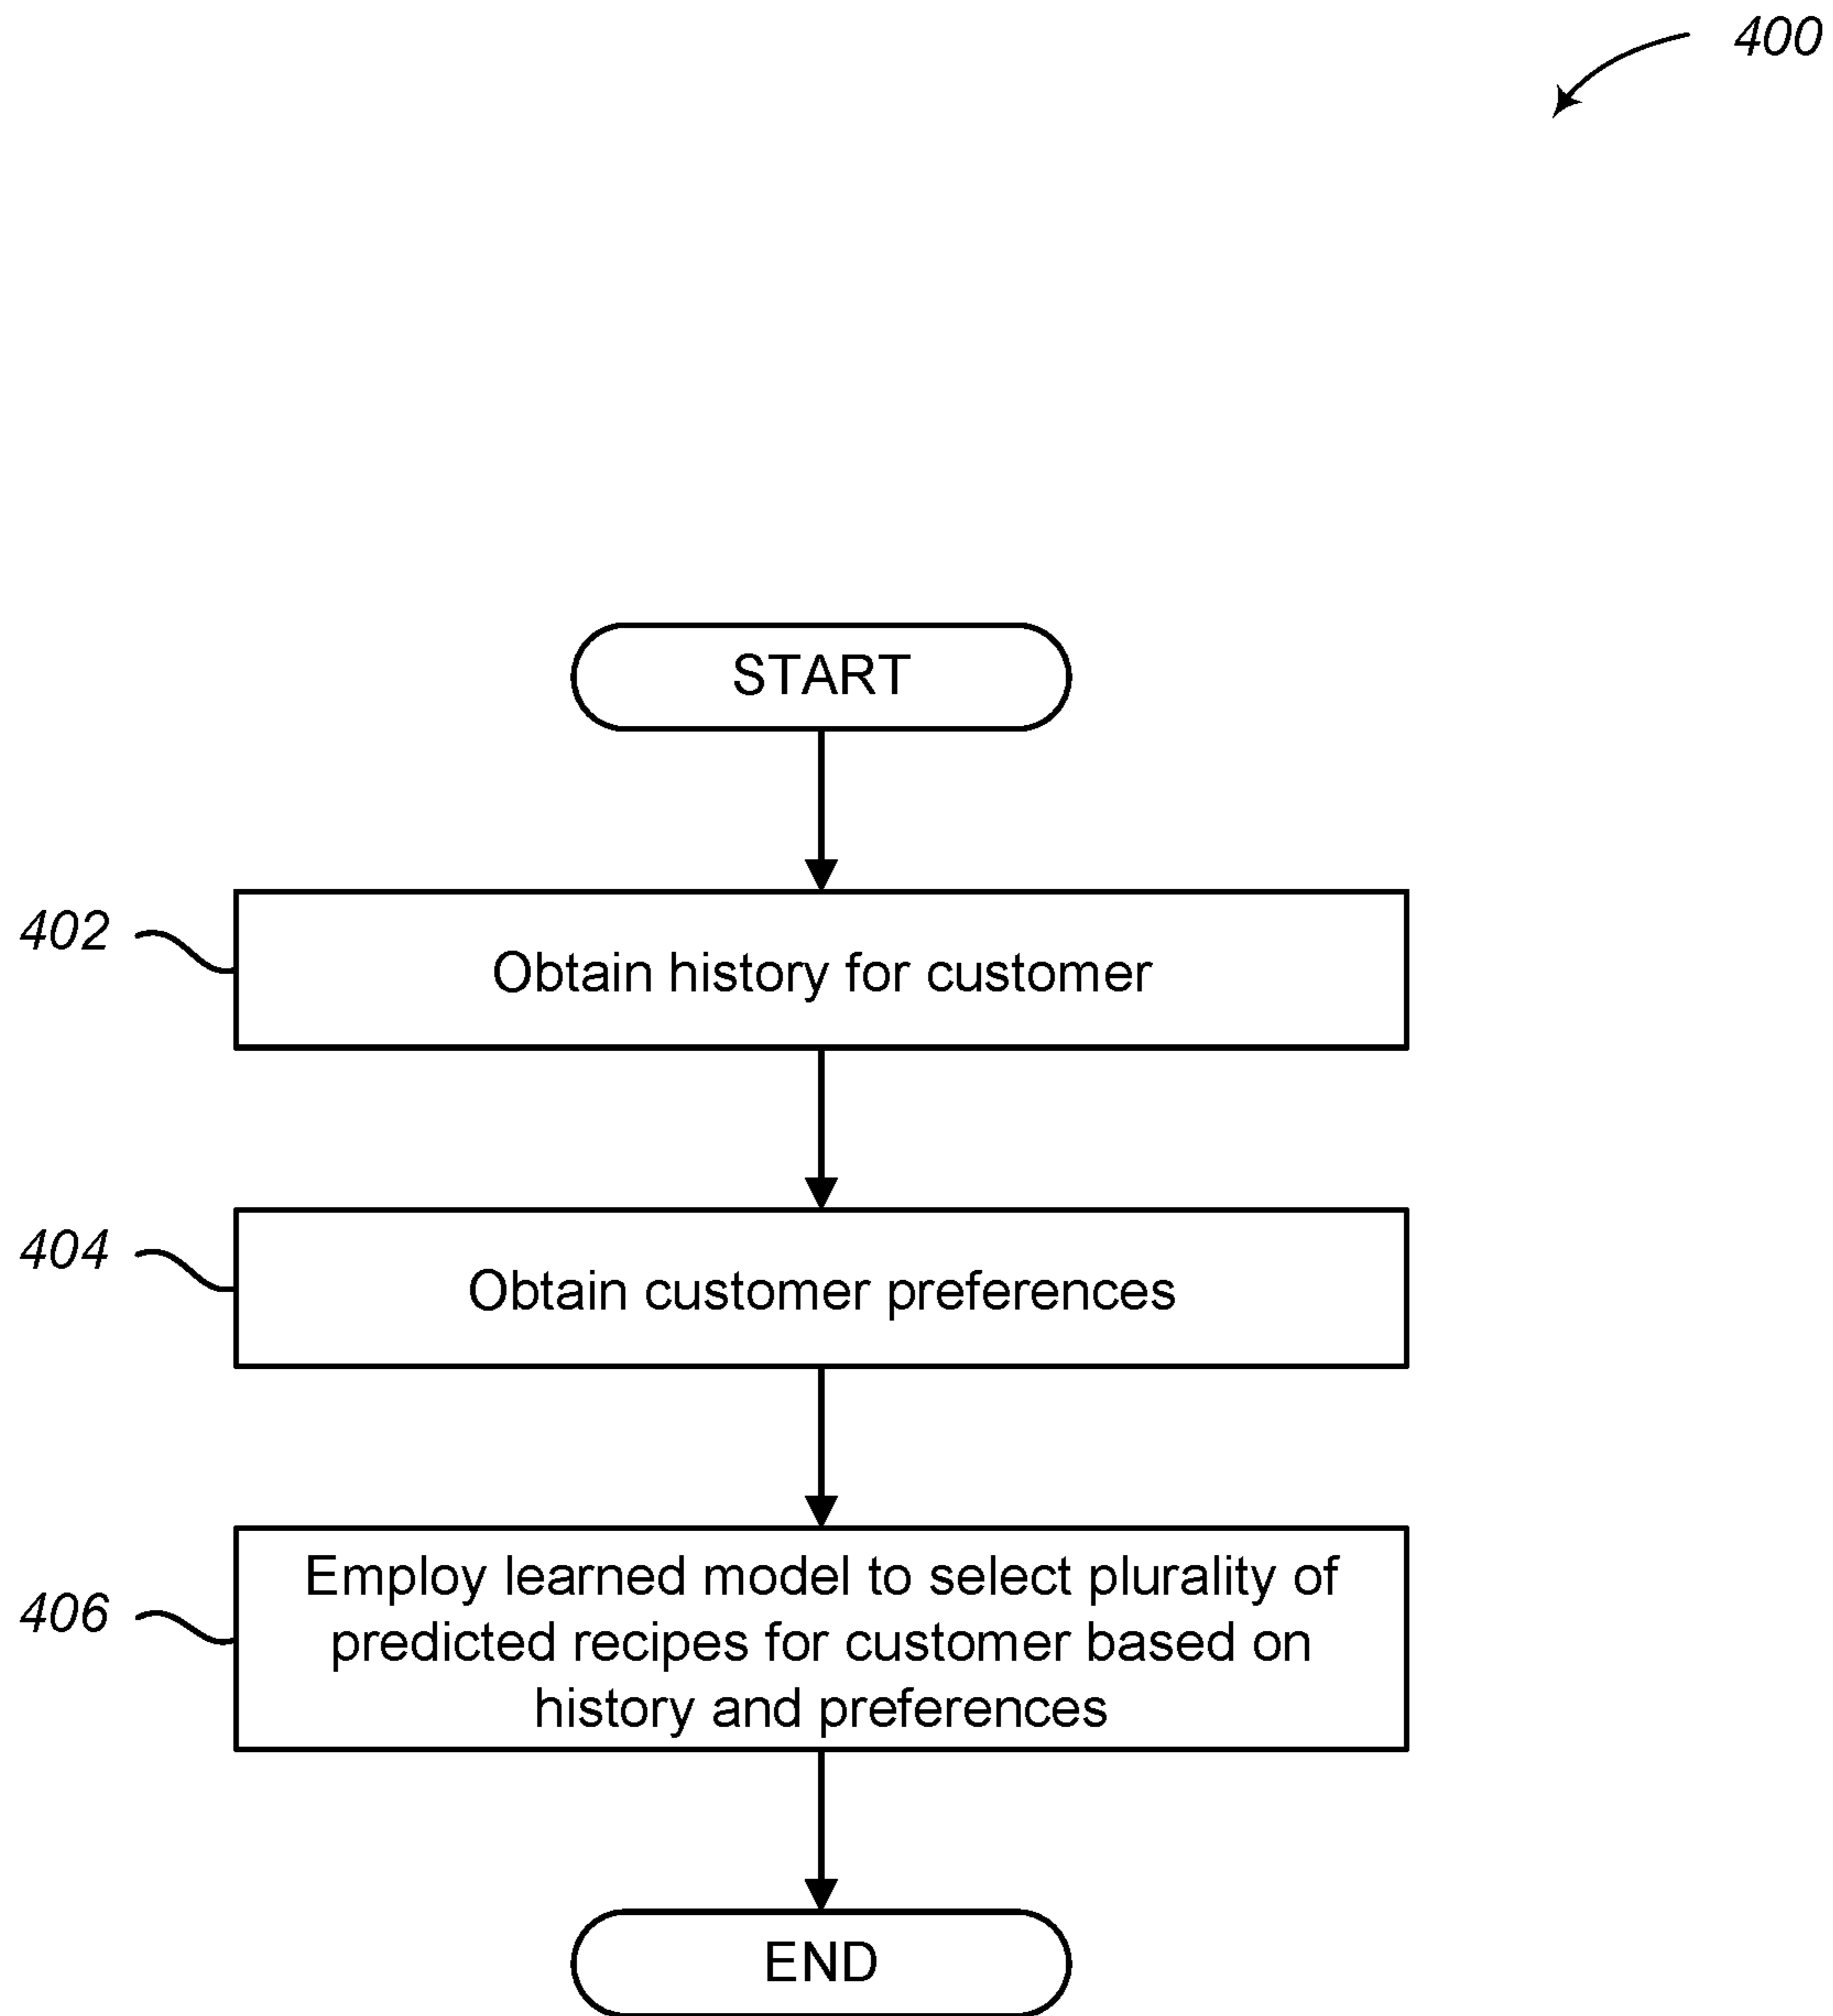 400
START
402
Obtain history for customer
404
Obtain customer preferences
406
Employ learned model to select plurality of
predicted recipes for customer based on
history and preferences
END